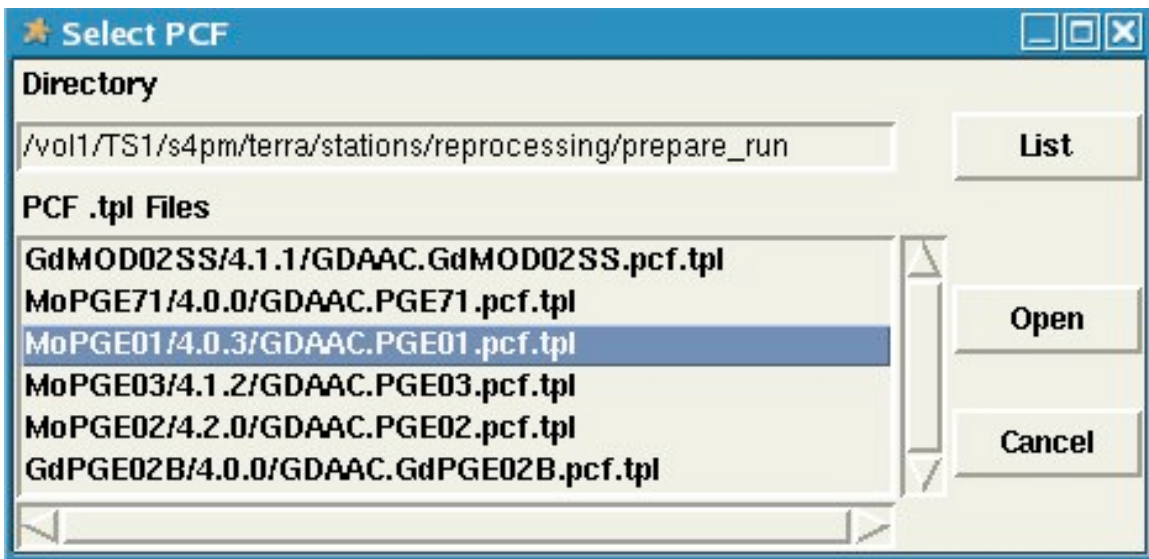 Select PCF
Directory
/vol1/TS1/s4pm/terra/stations/reprocessing/prepare_run
List
PCF .tpl Files
GdMOD02SS/4.1.1/GDAAC.GdMOD02SS.pcf.tpl
MoPGE71/4.0.0/GDAAC.PGE71.pcf.tpl
MoPGE01/4.0.3/GDAAC.PGE01.pcf.tpl
MoPGE03/4.1.2/GDAAC.PGE03.pcf.tpl
MoPGE02/4.2.0/GDAAC.PGE02.pcf.tpl
GdPGE02B/4.0.0/GDAAC.GdPGE02B.pcf.tpl
Open
Cancel